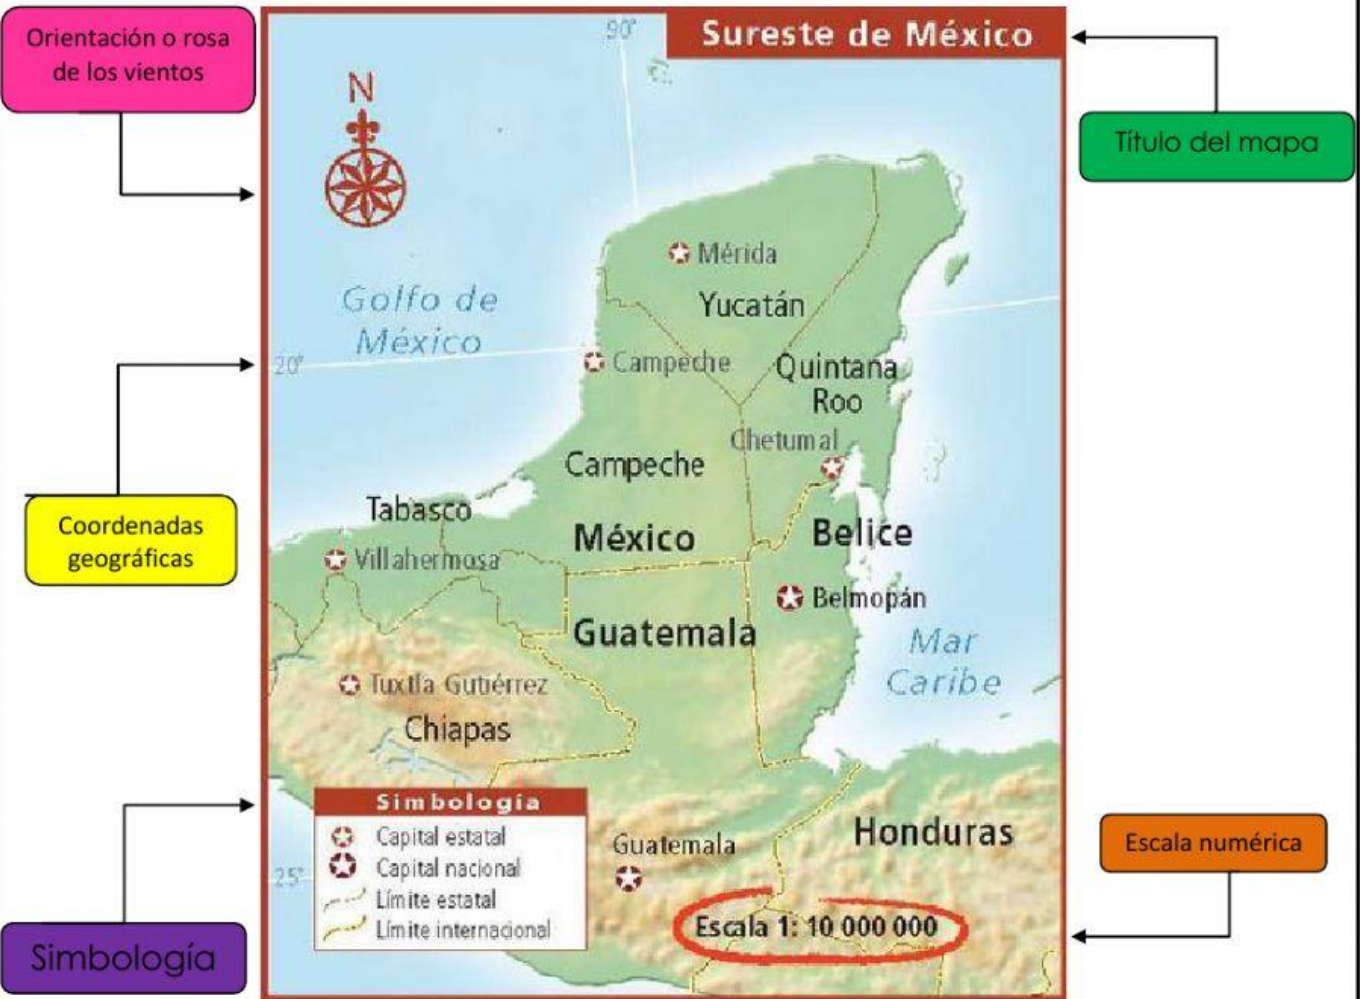 Orientación o rosa
de los vientos
90°
Sureste de México
N
Título del mapa
Mérida
Yucatán
Golfo de
México
20°
Campeche
Quintana
Roo
Chetumal
Campeche
Tabasco
México
Belice
Coordenadas
geográficas
Villahermosa
Belmopán
Guatemala
Mar
Caribe
Tuxtla Gutiérrez
Chiapas
Simbología
Capital estatal
Capital nacional
Límite estatal
Límite internacional
Guatemala
Honduras
Escala numérica
25°
Escala 1: 10 000 000
Simbología